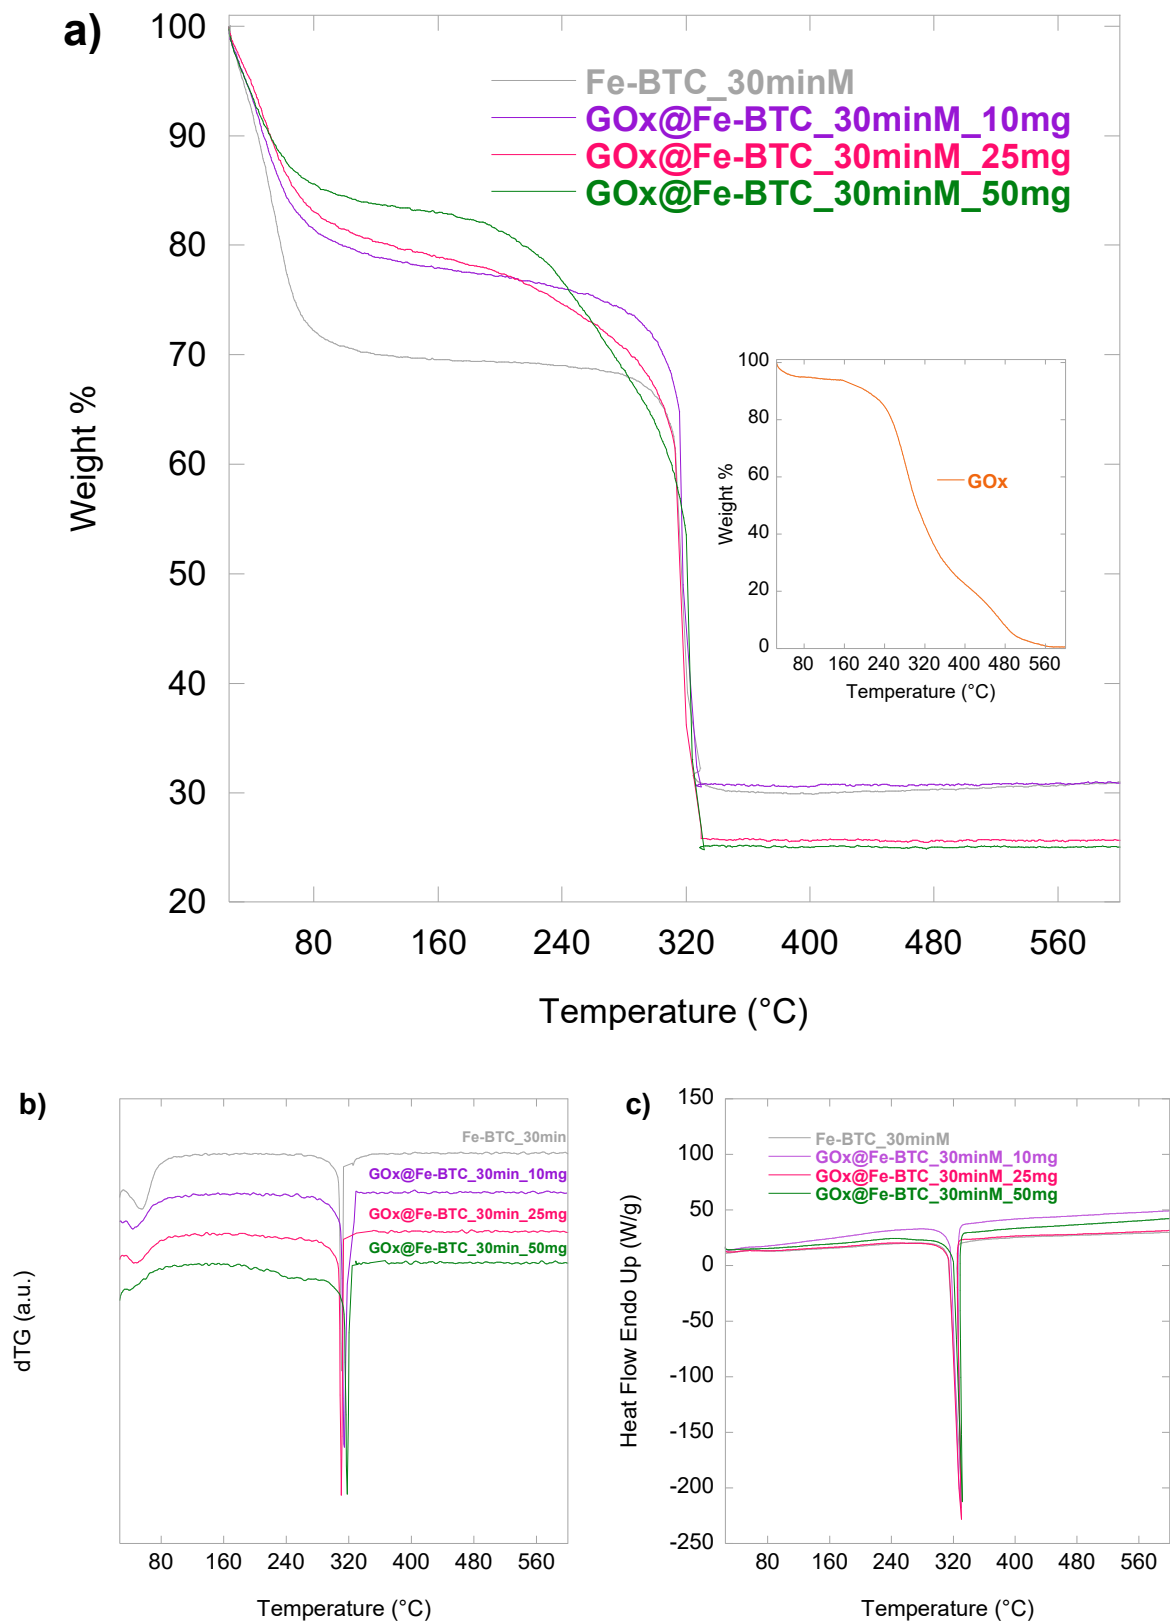 a)
100
90
80
70
60
50
40
30
20
Weight %
Fe-BTC_30minM
GOx@Fe-BTC_30minM_10mg
GOx@Fe-BTC_30minM_25mg
GOx@Fe-BTC_30minM_50mg
100
80
60
40
20
0
Weight %
GOx
80 160 240 320 400 480 560
Temperature (°C)
80 160 240 320 400 480 560
Temperature (°C)
b)
Fe-BTC_30min
GOx@Fe-BTC_30min_10mg
GOx@Fe-BTC_30min_25mg
GOx@Fe-BTC_30min_50mg
dTG (a.u.)
80 160 240 320 400 480 560
Temperature (°C)
c)
150
100
50
0
-50
-100
-150
-200
-250
Heat Flow Endo Up (W/g)
Fe-BTC_30minM
GOx@Fe-BTC_30minM_10mg
GOx@Fe-BTC_30minM_25mg
GOx@Fe-BTC_30minM_50mg
80 160 240 320 400 480 560
Temperature (°C)